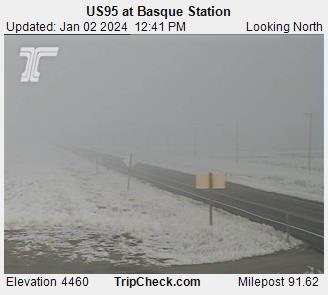 US95 at Basque Station
Updated: Jan 02 2024 12:41 PM Looking North
Elevation 4460 TripCheck.com Milepost 91.62